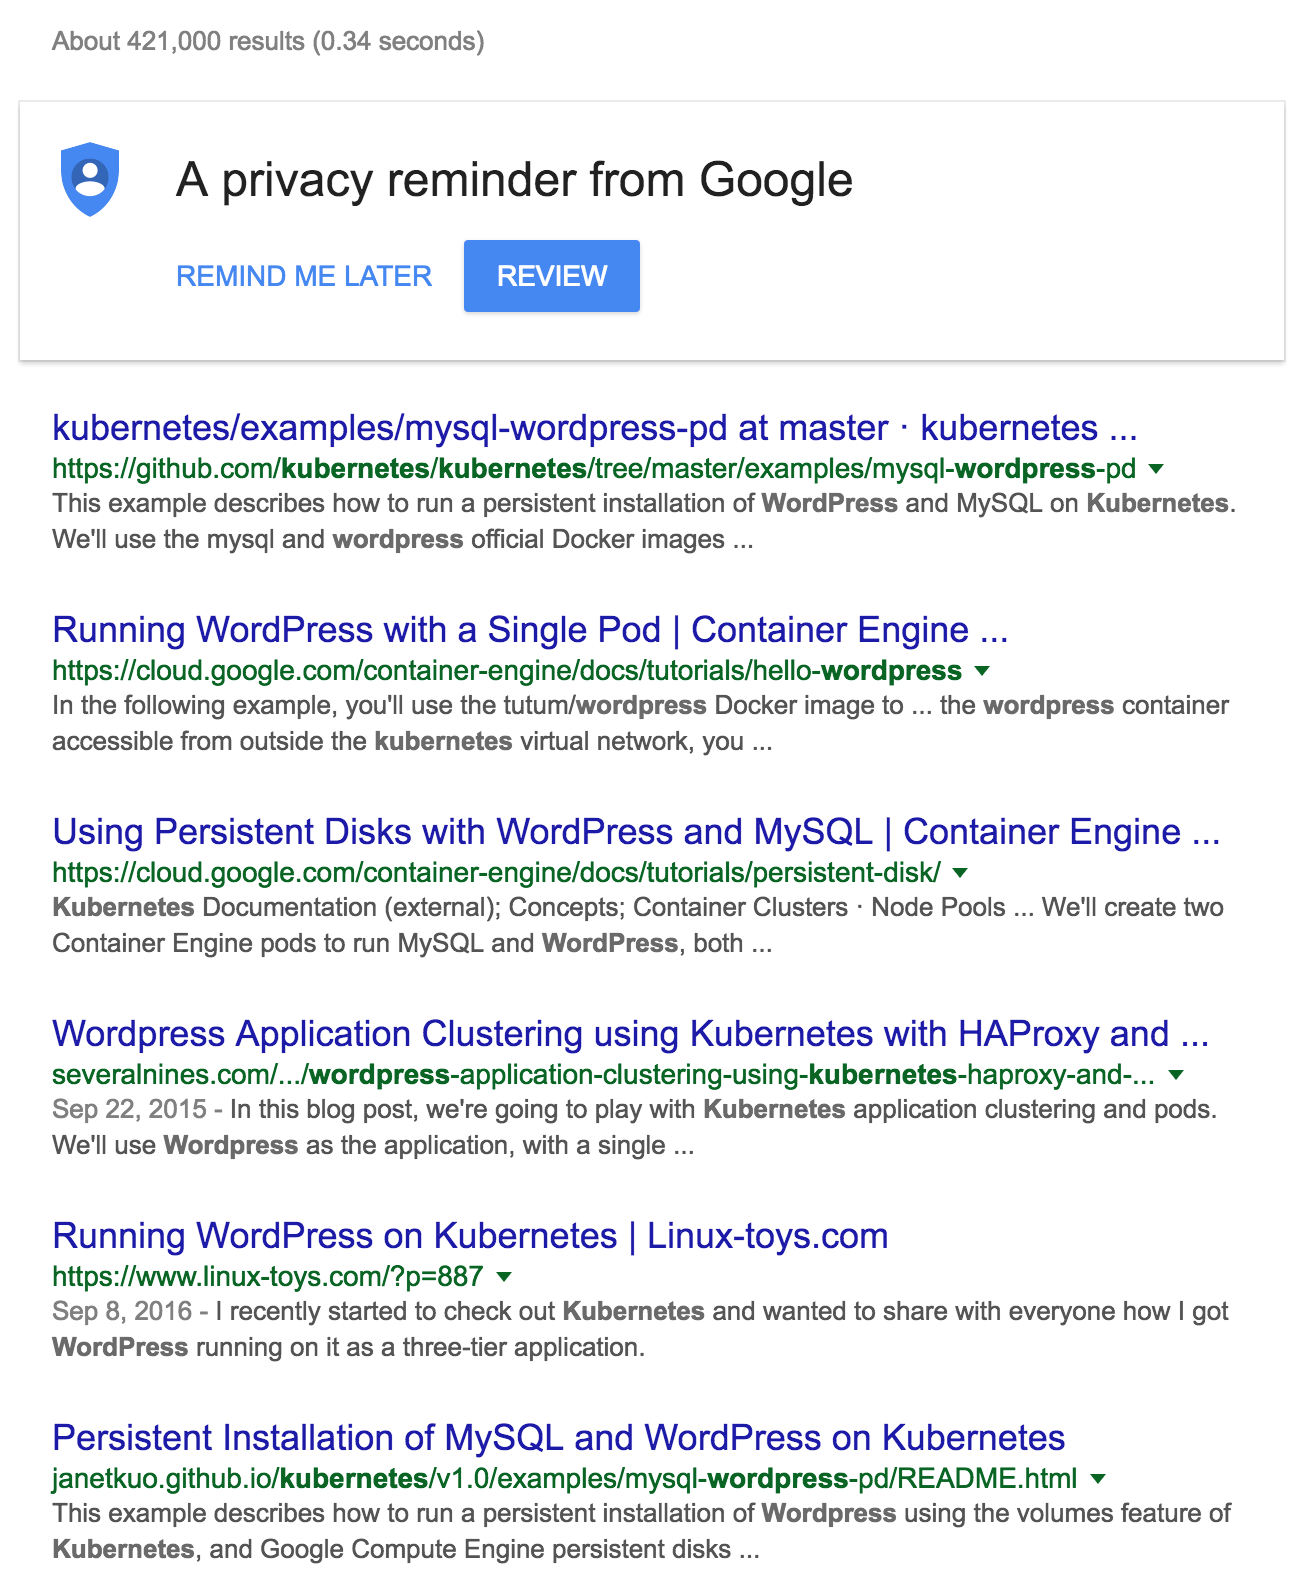 About 421,000 results (0.34 seconds)
A privacy reminder from Google
REMIND ME LATER REVIEW
kubernetes/examples/mysql-wordpress-pd at master · kubernetes ...
https://github.com/kubernetes/kubernetes/tree/master/examples/mysql-wordpress-pd
This example describes how to run a persistent installation of WordPress and MySQL on Kubernetes.
We'll use the mysql and wordpress official Docker images ...
Running WordPress with a Single Pod | Container Engine ...
https://cloud.google.com/container-engine/docs/tutorials/hello-wordpress
In the following example, you'll use the tutum/wordpress Docker image to ... the wordpress container
accessible from outside the kubernetes virtual network, you ...
Using Persistent Disks with WordPress and MySQL | Container Engine ...
https://cloud.google.com/container-engine/docs/tutorials/persistent-disk/
Kubernetes Documentation (external); Concepts; Container Clusters · Node Pools ... We'll create two
Container Engine pods to run MySQL and WordPress, both ...
Wordpress Application Clustering using Kubernetes with HAProxy and ...
severalnines.com/.../wordpress-application-clustering-using-kubernetes-haproxy-and-...
Sep 22, 2015 - In this blog post, we're going to play with Kubernetes application clustering and pods.
We'll use Wordpress as the application, with a single ...
Running WordPress on Kubernetes | Linux-toys.com
https://www.linux-toys.com/?p=887
Sep 8, 2016 - I recently started to check out Kubernetes and wanted to share with everyone how I got
WordPress running on it as a three-tier application.
Persistent Installation of MySQL and WordPress on Kubernetes
janetkuo.github.io/kubernetes/v1.0/examples/mysql-wordpress-pd/README.html
This example describes how to run a persistent installation of Wordpress using the volumes feature of
Kubernetes, and Google Compute Engine persistent disks ...